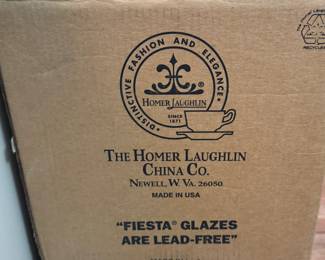 DISTINCTIVE FASHION AND ELEGANCE
HOMER LAUGHLIN
®
SINCE
1871
THE HOMER LAUGHLIN
CHINA CO.
NEWELL, W. VA. 26050
MADE IN USA
"FIESTA® GLAZES
ARE LEAD-FREE"